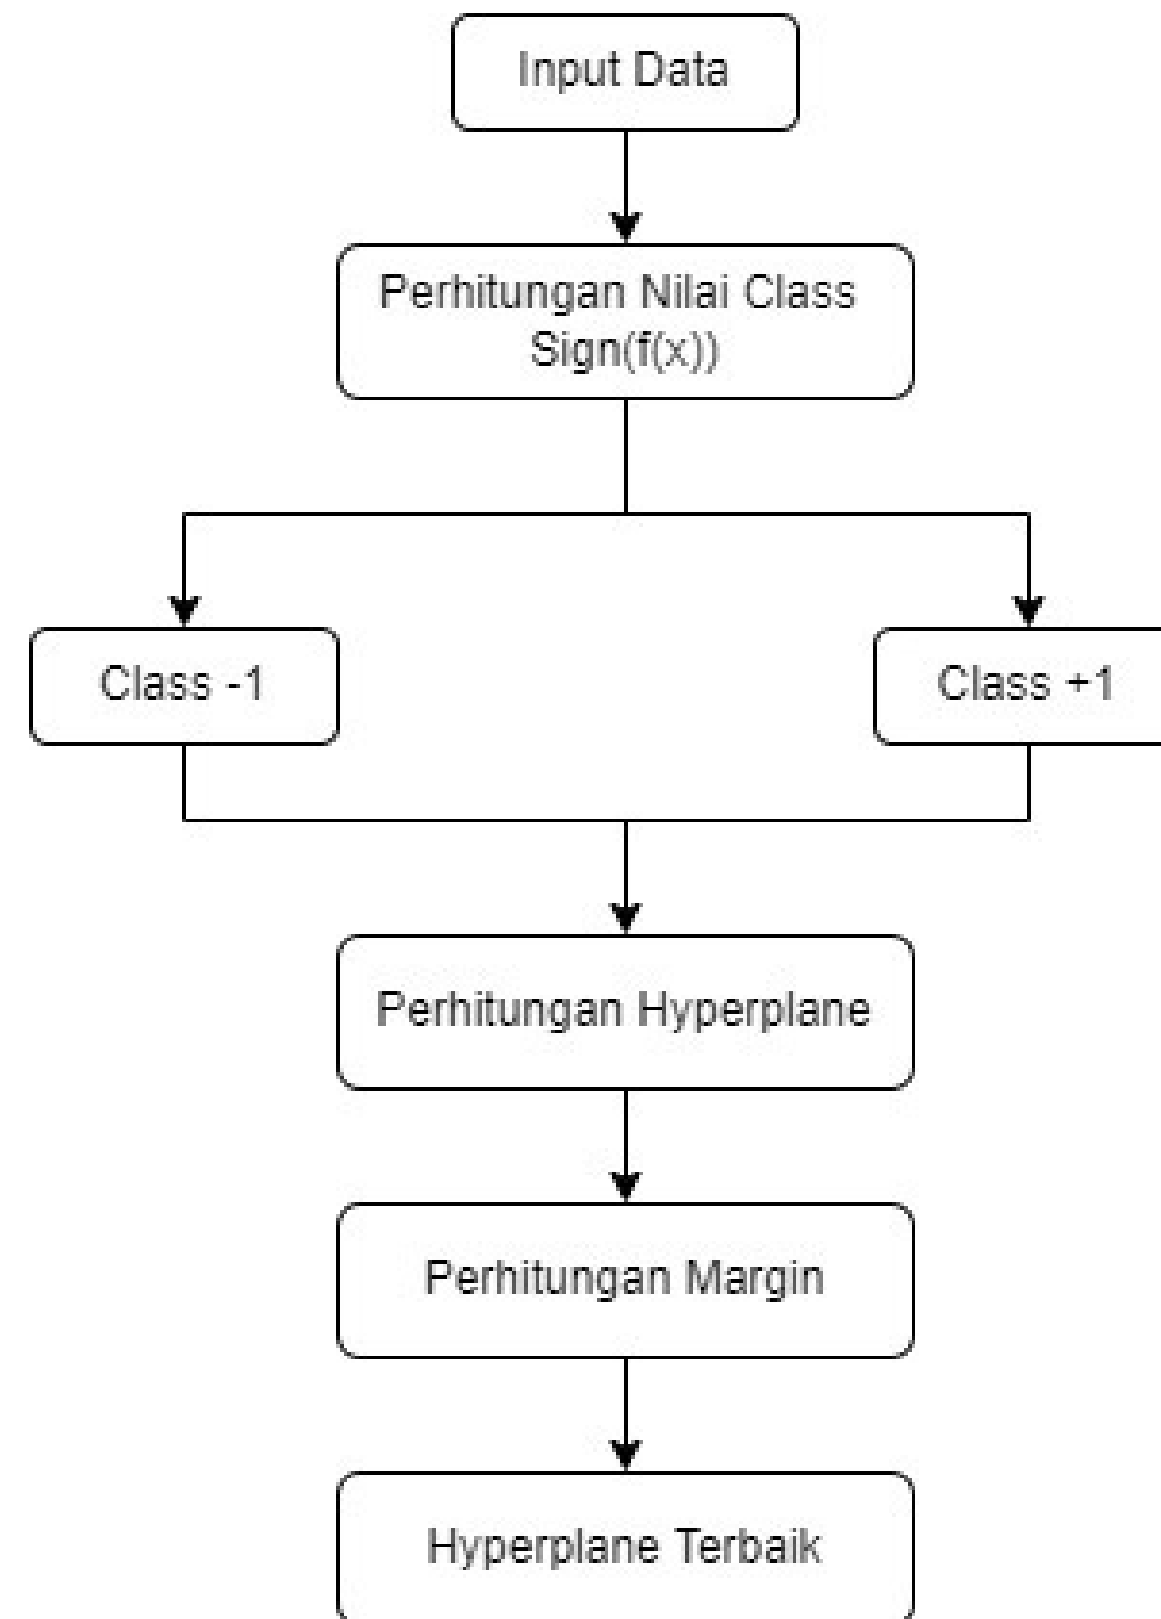 Input Data
Perhitungan Nilai Class
Sign(f(x))
Class -1
Class +1
Perhitungan Hyperplane
Perhitungan Margin
Hyperplane Terbaik